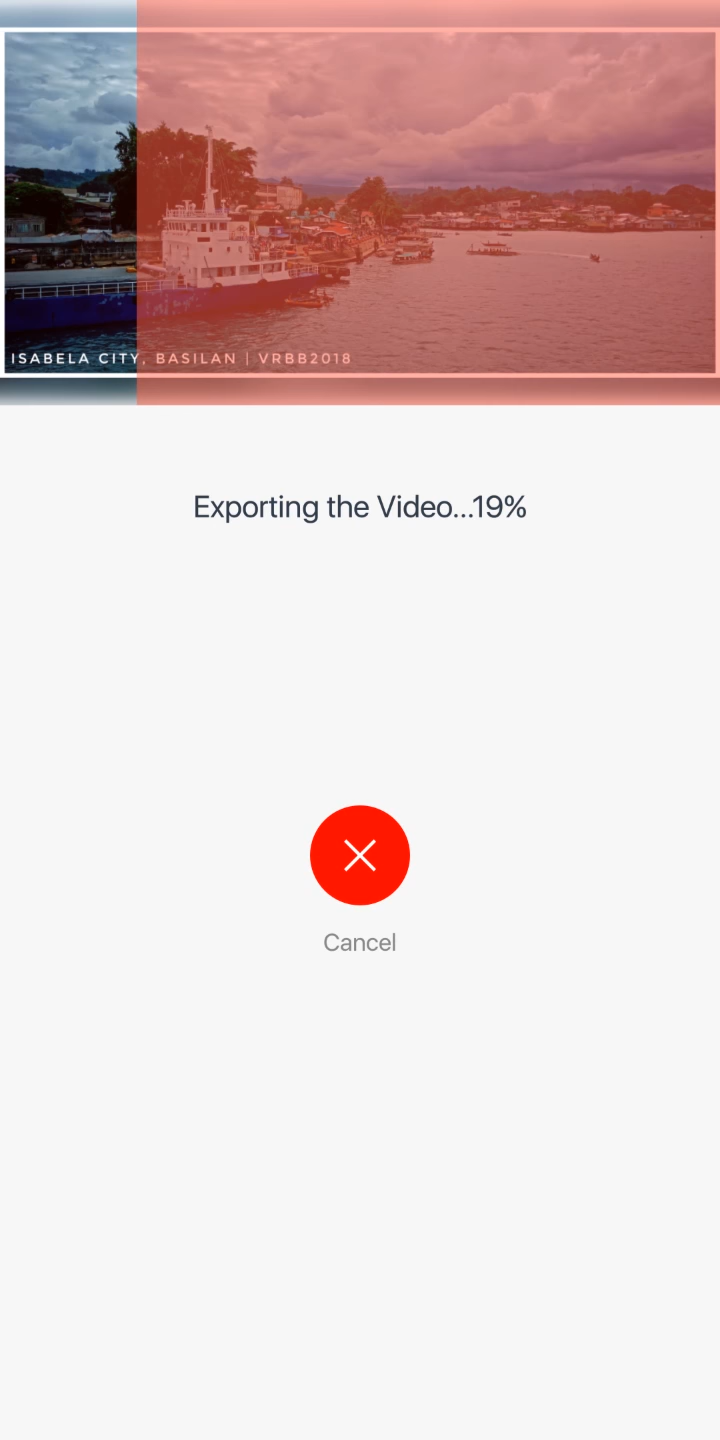 ISABELA CITY, BASILAN | VRBB2018
Exporting the Video...19%
Cancel